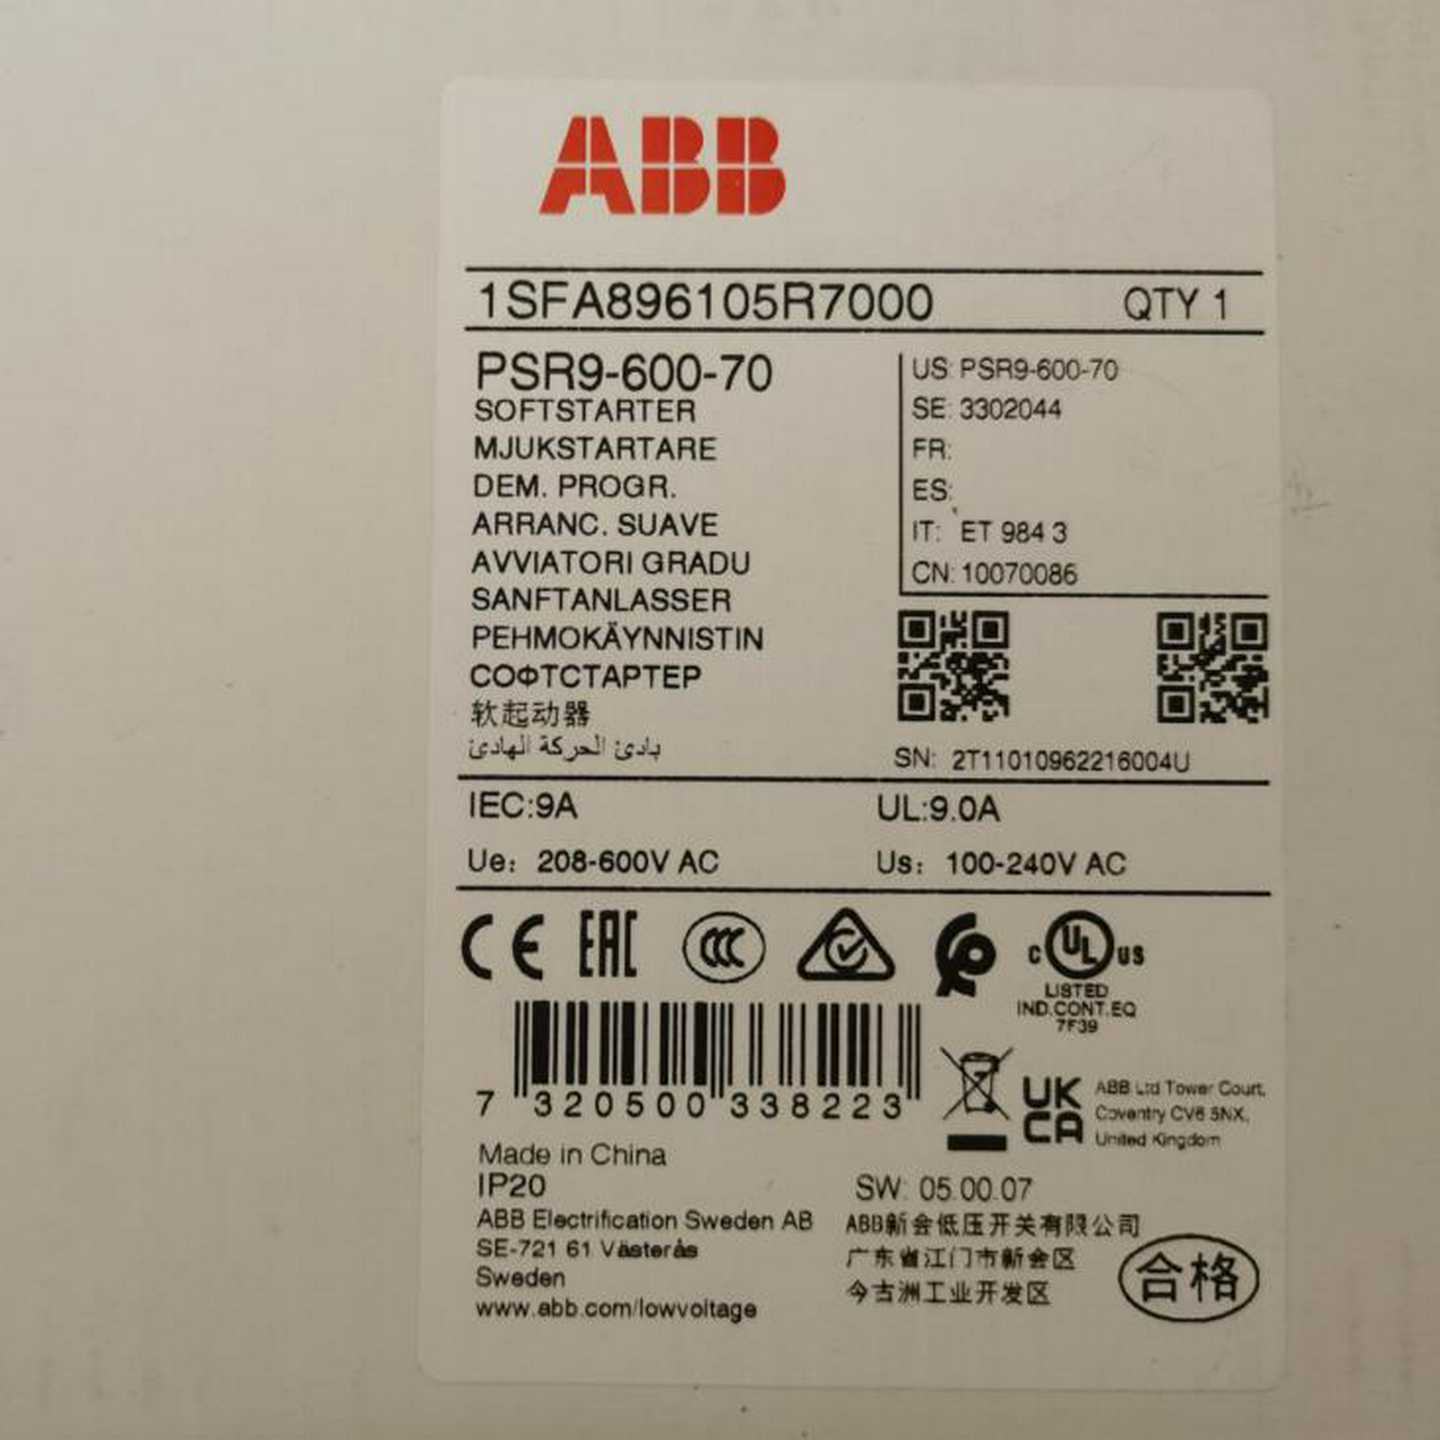 ABB
1SFA896105R7000 QTY 1
PSR9-600-70
SOFTSTARTER
MJUKSTARTARE
DEM. PROGR.
ARRANC. SUAVE
AVVIATORI GRADU
SANFTANLASSER
PEHMOKÄYNNISTIN
СОФТСТАРТЕР
软起动器
بادئ الحركة الهادئ
US: PSR9-600-70
SE: 3302044
FR:
ES:
IT: ET 984 3
CN: 10070086
SN: 2T11010962216004U
IEC:9A UL:9.0A
Ue: 208-600V AC Us: 100-240V AC
CE EAC CCC C UL US
LISTED
IND.CONT.EQ
7F39
7 320500 338223
UK
CA
ABB Ltd Tower Court,
Coventry CV6 5NX,
United Kingdom
Made in China
IP20
ABB Electrification Sweden AB
SE-721 61 Västerås
Sweden
www.abb.com/lowvoltage
SW: 05.00.07
ABB新会低压开关有限公司
广东省江门市新会区
今古洲工业开发区
合格